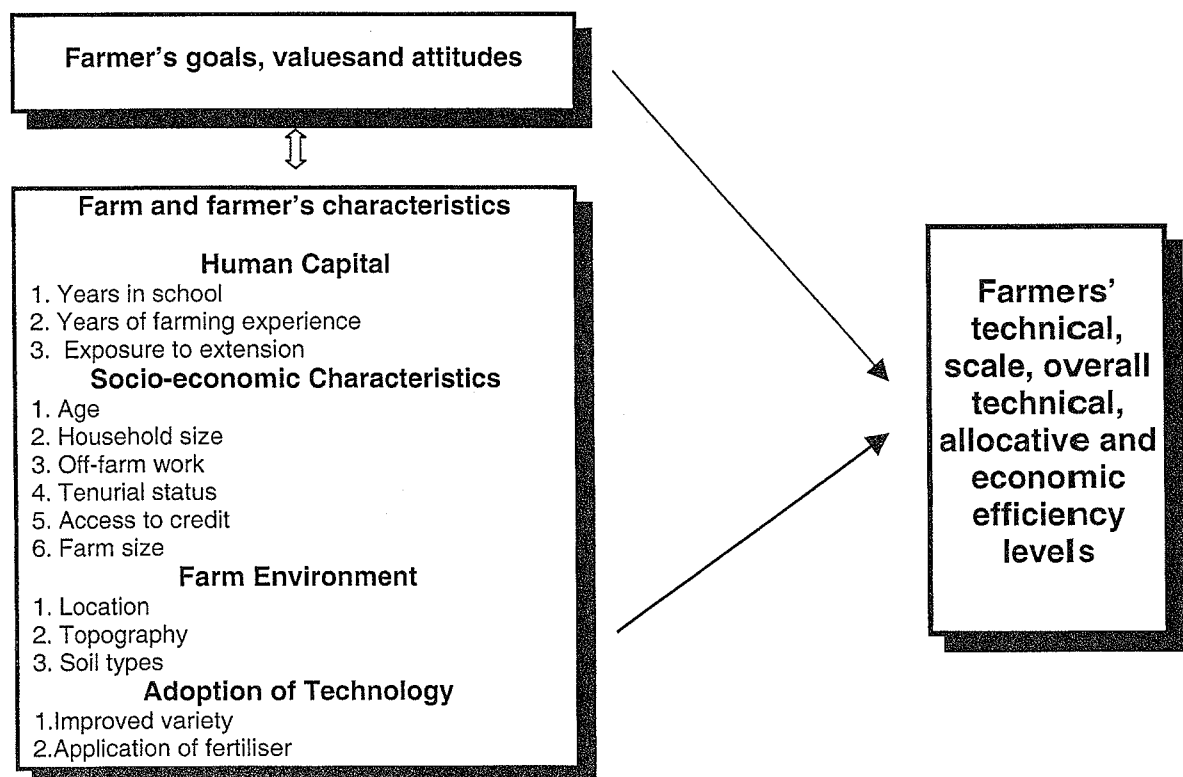 Farmer's goals, valuesand attitudes
Farm and farmer's characteristics
Human Capital
1. Years in school
2. Years of farming experience
3. Exposure to extension
Socio-economic Characteristics
1. Age
2. Household size
3. Off-farm work
4. Tenurial status
5. Access to credit
6. Farm size
Farm Environment
1. Location
2. Topography
3. Soil types
Adoption of Technology
1.Improved variety
2.Application of fertiliser
Farmers'
technical,
scale, overall
technical,
allocative and
economic
efficiency
levels